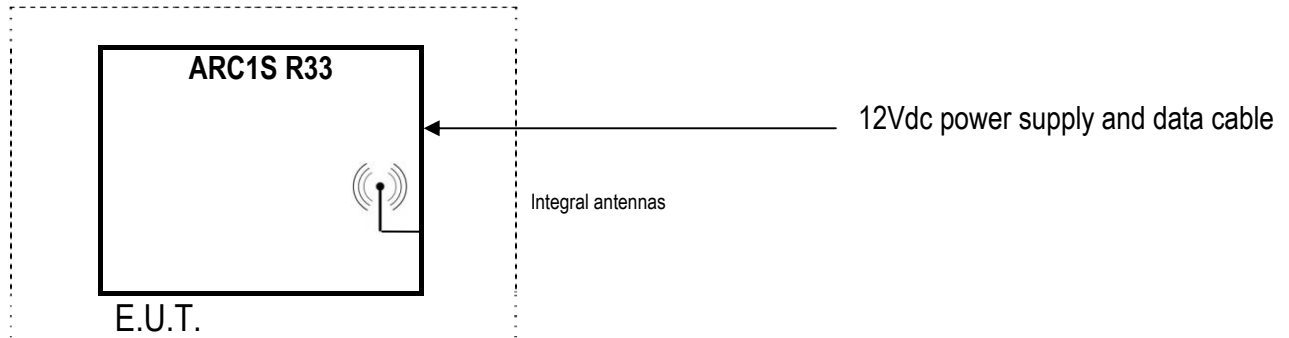 ARC1S R33
12Vdc power supply and data cable
Integral antennas
E.U.T.